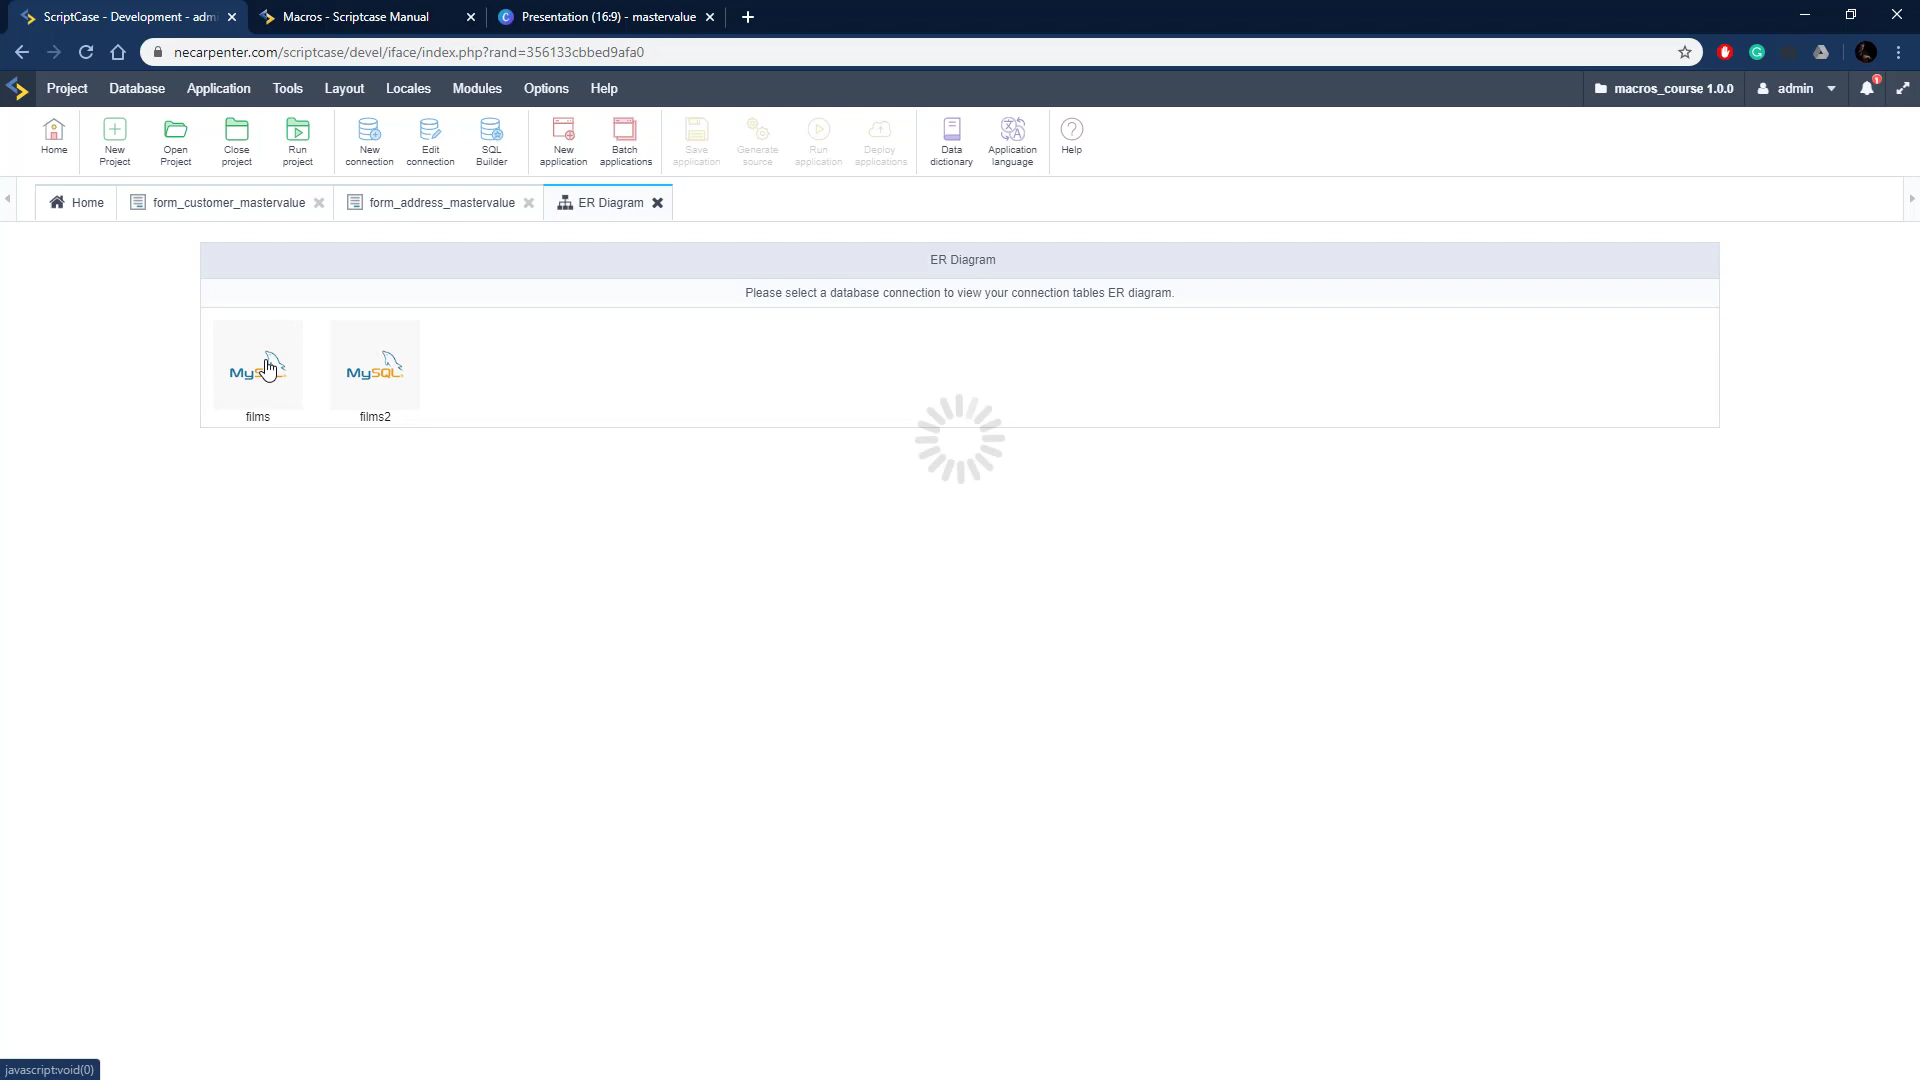 ScriptCase - Development - adm
Macros - Scriptcase Manual
Presentation (16:9) - mastervalue
necarpenter.com/scriptcase/devel/iface/index.php?rand=356133cbbed9afa0
Project
Database
Application
Tools
Layout
Locales
Modules
Options
Help
macros_course 1.0.0
admin
1
Home
New
Project
Open
Project
Close
project
Run
project
New
connection
Edit
connection
SQL
Builder
New
application
Batch
applications
Save
application
Generate
source
Run
application
Deploy
applications
Data
dictionary
Application
language
Help
Home
form_customer_mastervalue
form_address_mastervalue
ER Diagram
ER Diagram
Please select a database connection to view your connection tables ER diagram.
MySQL
MySQL
films
films2
javascript:void(0)